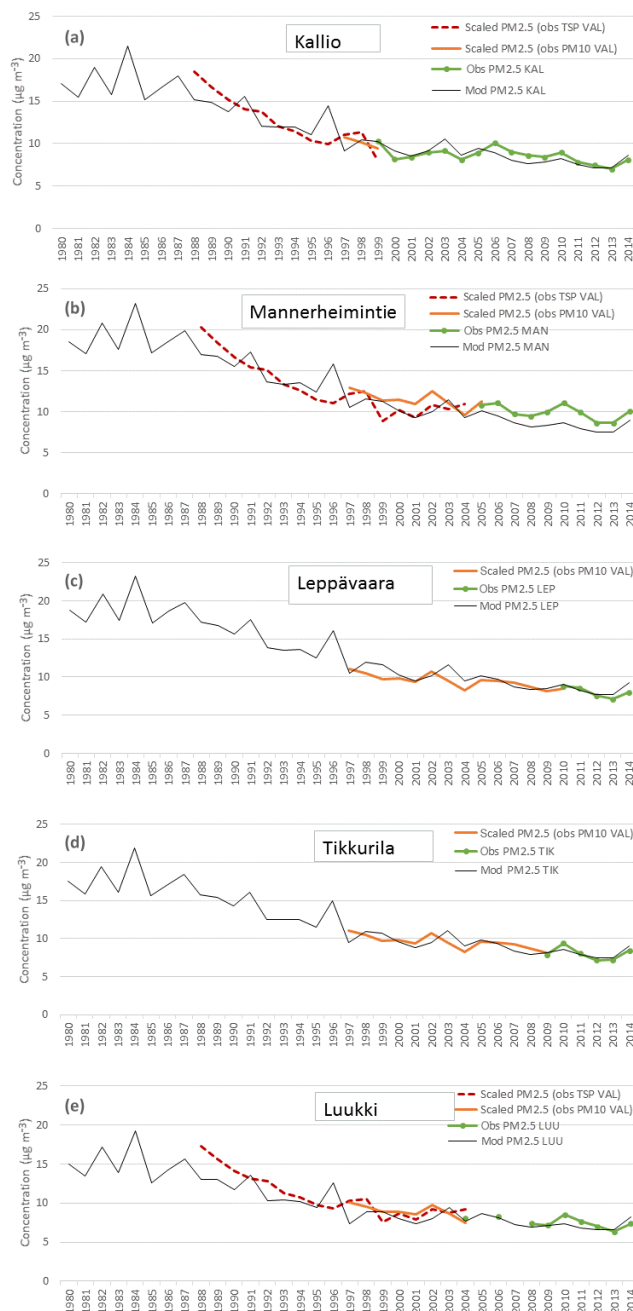 (a)
Kallio
Scaled PM2.5 (obs TSP VAL)
Scaled PM2.5 (obs PM10 VAL)
Obs PM2.5 KAL
Mod PM2.5 KAL
Concentration (µg m⁻³)
25
20
15
10
5
0
1980 1981 1982 1983 1984 1985 1986 1987 1988 1989 1990 1991 1992 1993 1994 1995 1996 1997 1998 1999 2000 2001 2002 2003 2004 2005 2006 2007 2008 2009 2010 2011 2012 2013 2014
(b)
Mannerheimintie
Scaled PM2.5 (obs TSP VAL)
Scaled PM2.5 (obs PM10 VAL)
Obs PM2.5 MAN
Mod PM2.5 MAN
Concentration (µg m⁻³)
25
20
15
10
5
0
1980 1981 1982 1983 1984 1985 1986 1987 1988 1989 1990 1991 1992 1993 1994 1995 1996 1997 1998 1999 2000 2001 2002 2003 2004 2005 2006 2007 2008 2009 2010 2011 2012 2013 2014
(c)
Leppävaara
Scaled PM2.5 (obs PM10 VAL)
Obs PM2.5 LEP
Mod PM2.5 LEP
Concentration (µg m⁻³)
25
20
15
10
5
0
1980 1981 1982 1983 1984 1985 1986 1987 1988 1989 1990 1991 1992 1993 1994 1995 1996 1997 1998 1999 2000 2001 2002 2003 2004 2005 2006 2007 2008 2009 2010 2011 2012 2013 2014
(d)
Tikkurila
Scaled PM2.5 (obs PM10 VAL)
Obs PM2.5 TIK
Mod PM2.5 TIK
Concentration (µg m⁻³)
25
20
15
10
5
0
1980 1981 1982 1983 1984 1985 1986 1987 1988 1989 1990 1991 1992 1993 1994 1995 1996 1997 1998 1999 2000 2001 2002 2003 2004 2005 2006 2007 2008 2009 2010 2011 2012 2013 2014
(e)
Luukki
Scaled PM2.5 (obs TSP VAL)
Scaled PM2.5 (obs PM10 VAL)
Obs PM2.5 LUU
Mod PM2.5 LUU
Concentration (µg m⁻³)
25
20
15
10
5
0
1980 1981 1982 1983 1984 1985 1986 1987 1988 1989 1990 1991 1992 1993 1994 1995 1996 1997 1998 1999 2000 2001 2002 2003 2004 2005 2006 2007 2008 2009 2010 2011 2012 2013 2014